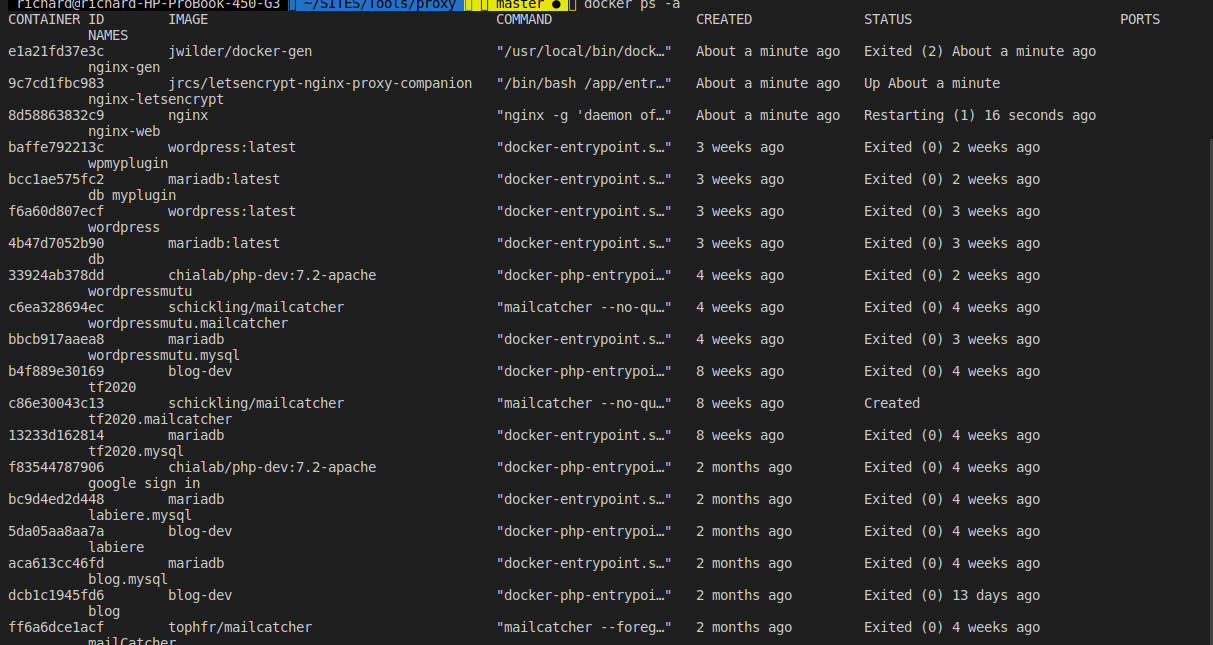 richard@richard-HP-ProBook-450-G3 ~/SITES/Tools/proxy master ● docker ps -a
CONTAINER ID IMAGE COMMAND CREATED STATUS PORTS
NAMES
e1a21fd37e3c jwilder/docker-gen "/usr/local/bin/dock…" About a minute ago Exited (2) About a minute ago
nginx-gen
9c7cd1fbc983 jrcs/letsencrypt-nginx-proxy-companion "/bin/bash /app/entr…" About a minute ago Up About a minute
nginx-letsencrypt
8d58863832c9 nginx "nginx -g 'daemon of…" About a minute ago Restarting (1) 16 seconds ago
nginx-web
baffe792213c wordpress:latest "docker-entrypoint.s…" 3 weeks ago Exited (0) 2 weeks ago
wpmyplugin
bcc1ae575fc2 mariadb:latest "docker-entrypoint.s…" 3 weeks ago Exited (0) 2 weeks ago
db myplugin
f6a60d807ecf wordpress:latest "docker-entrypoint.s…" 3 weeks ago Exited (0) 3 weeks ago
wordpress
4b47d7052b90 mariadb:latest "docker-entrypoint.s…" 3 weeks ago Exited (0) 3 weeks ago
db
33924ab378dd chialab/php-dev:7.2-apache "docker-php-entrypoi…" 4 weeks ago Exited (0) 2 weeks ago
wordpressmutu
c6ea328694ec schickling/mailcatcher "mailcatcher --no-qu…" 4 weeks ago Exited (0) 4 weeks ago
wordpressmutu.mailcatcher
bbcb917aaea8 mariadb "docker-entrypoint.s…" 4 weeks ago Exited (0) 3 weeks ago
wordpressmutu.mysql
b4f889e30169 blog-dev "docker-php-entrypoi…" 8 weeks ago Exited (0) 4 weeks ago
tf2020
c86e30043c13 schickling/mailcatcher "mailcatcher --no-qu…" 8 weeks ago Created
tf2020.mailcatcher
13233d162814 mariadb "docker-entrypoint.s…" 8 weeks ago Exited (0) 4 weeks ago
tf2020.mysql
f83544787906 chialab/php-dev:7.2-apache "docker-php-entrypoi…" 2 months ago Exited (0) 4 weeks ago
google sign in
bc9d4ed2d448 mariadb "docker-entrypoint.s…" 2 months ago Exited (0) 4 weeks ago
labiere.mysql
5da05aa8aa7a blog-dev "docker-php-entrypoi…" 2 months ago Exited (0) 4 weeks ago
labiere
aca613cc46fd mariadb "docker-entrypoint.s…" 2 months ago Exited (0) 4 weeks ago
blog.mysql
dcb1c1945fd6 blog-dev "docker-php-entrypoi…" 2 months ago Exited (0) 13 days ago
blog
ff6a6dce1acf tophfr/mailcatcher "mailcatcher --foreg…" 2 months ago Exited (0) 4 weeks ago
mailCatcher